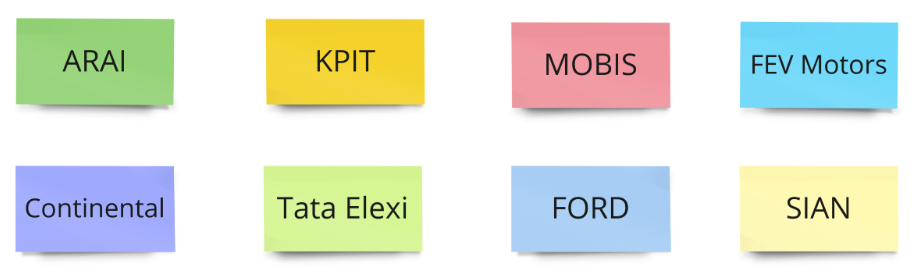 ARAI
KPIT
MOBIS
FEV Motors
Continental
Tata Elexi
FORD
SIAN